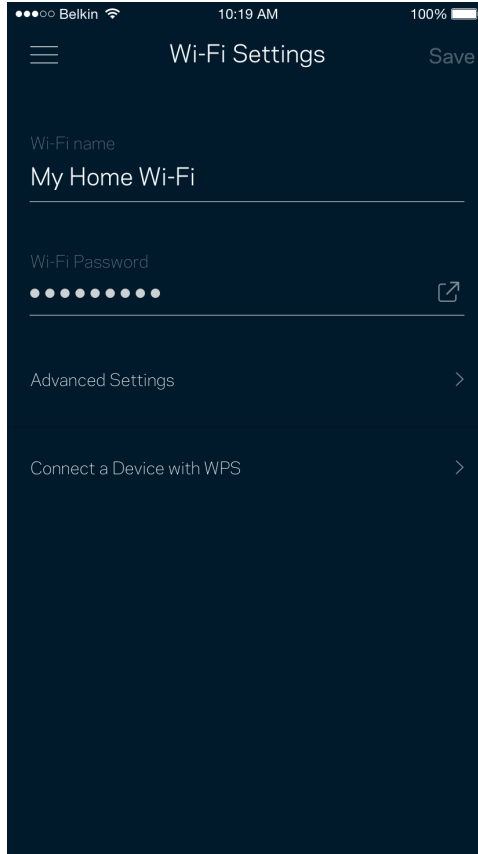 Belkin 10:19 AM 100%
Wi-Fi Settings Save
Wi-Fi name
My Home Wi-Fi
Wi-Fi Password
●●●●●●●●●
Advanced Settings
Connect a Device with WPS